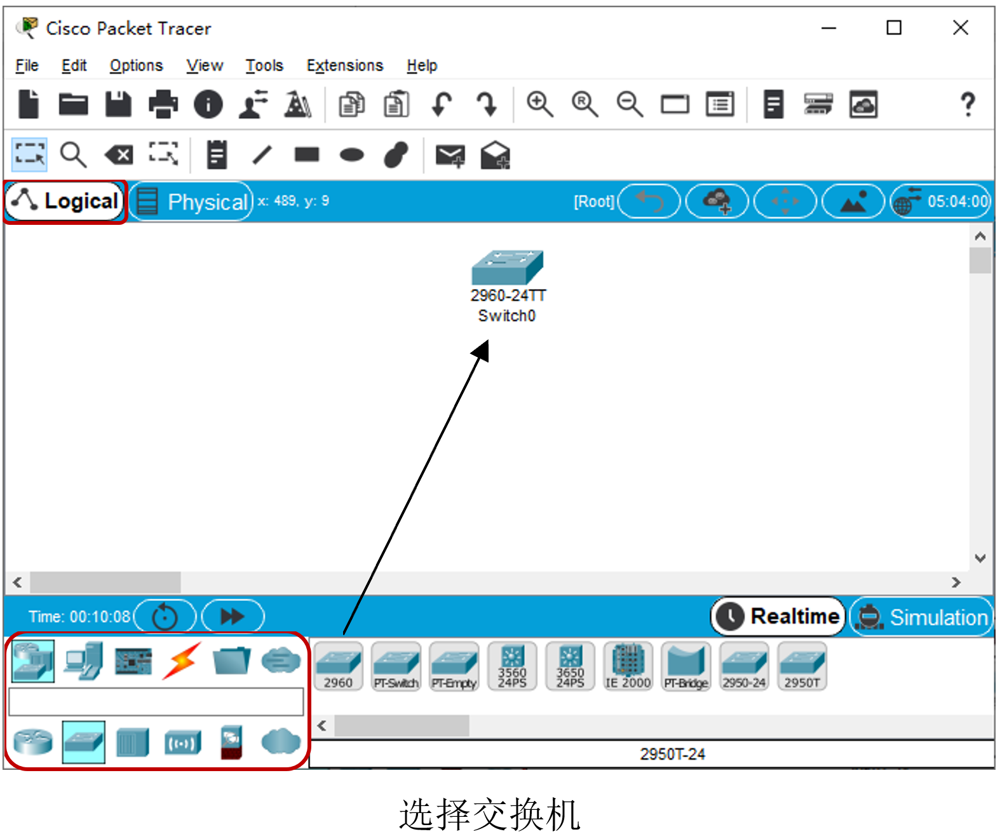 Cisco Packet Tracer
File Edit Options View Tools Extensions Help
Logical Physical x: 489, y: 9 [Root] 05:04:00
2960-24TT
Switch0
Time: 00:10:08 Realtime Simulation
2960 PT-Switch PT-Empty 3560 24PS 3650 24PS IE 2000 PT-Bridge 2950-24 2950T
2950T-24
选择交换机